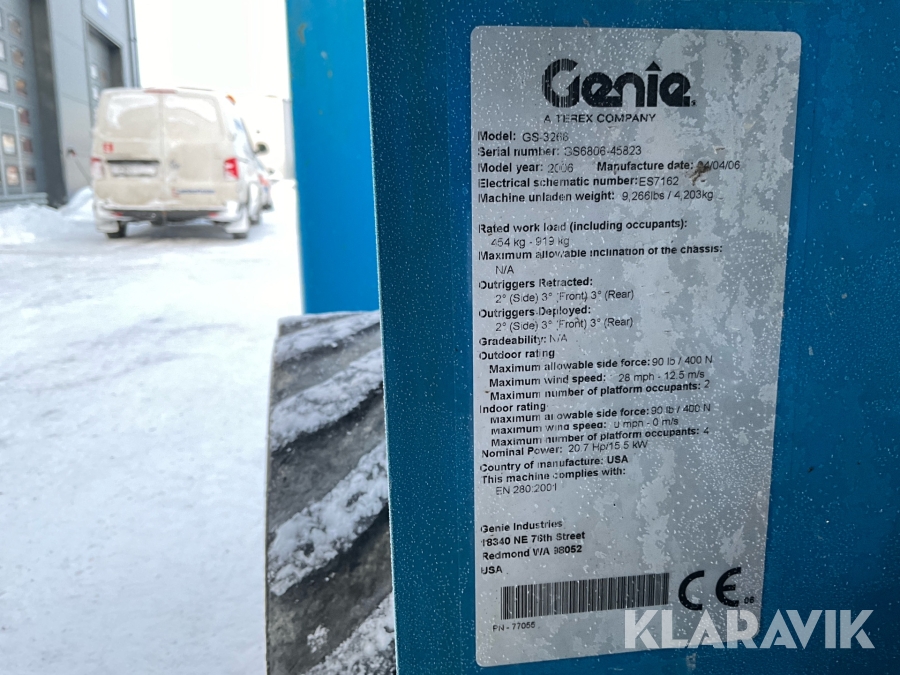 Genie
A TEREX COMPANY
Model: GS-3268
Serial number: GS6806-45823
Model year: 2006 Manufacture date: 04/04/06
Electrical schematic number: ES7162
Machine unladen weight: 9,266lbs / 4,203kg
Rated work load (including occupants):
454 kg - 919 kg
Maximum allowable inclination of the chassis:
N/A
Outriggers Retracted:
2° (Side) 3° (Front) 3° (Rear)
Outriggers Deployed:
2° (Side) 3° (Front) 3° (Rear)
Gradeability: N/A
Outdoor rating
Maximum allowable side force: 90 lb / 400 N
Maximum wind speed: 28 mph - 12.5 m/s
Maximum number of platform occupants: 2
Indoor rating
Maximum allowable side force: 90 lb / 400 N
Maximum wind speed: 0 mph - 0 m/s
Maximum number of platform occupants: 4
Nominal Power: 20.7 Hp/15.5 kW
Country of manufacture: USA
This machine complies with:
EN 280:2001
Genie Industries
18340 NE 76th Street
Redmond WA 98052
USA
CE 06
PN - 77055
KLARAVIK